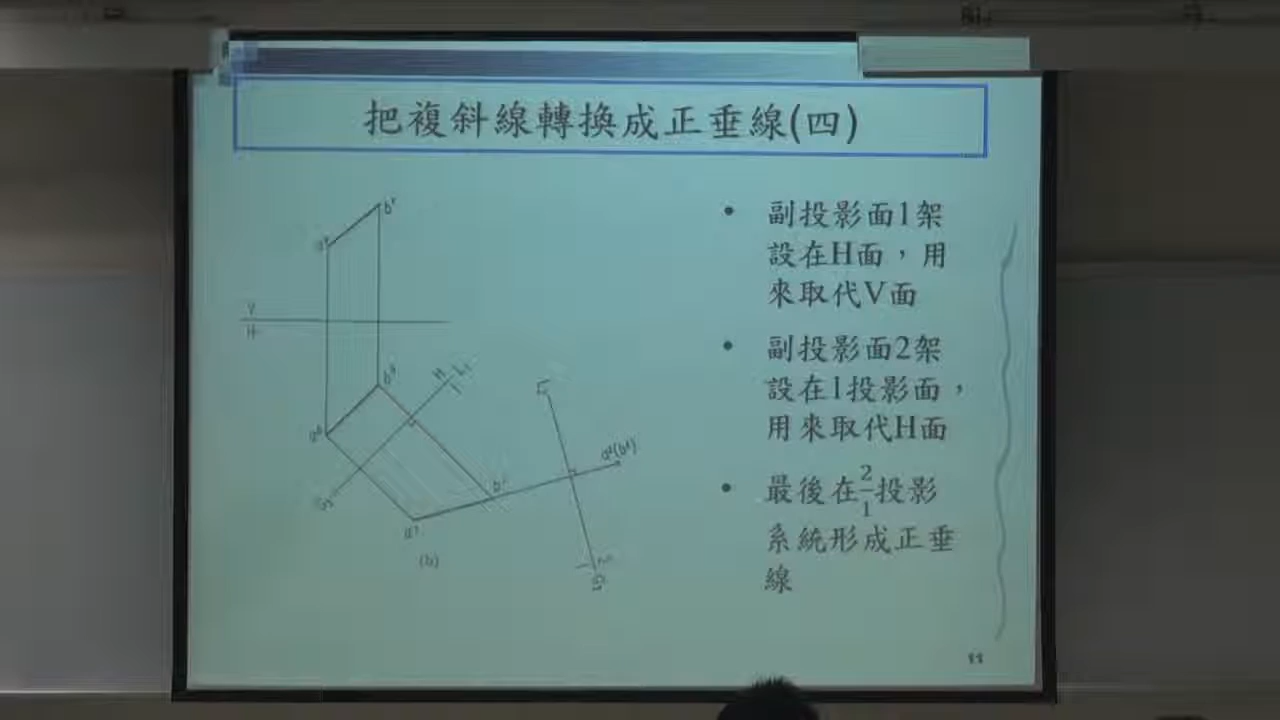 把複斜線轉換成正垂線(四)
• 副投影面1架
設在H面，用
來取代V面
• 副投影面2架
設在1投影面，
用來取代H面
• 最後在2/1投影
系統形成正垂
線
V
H
(b)
11